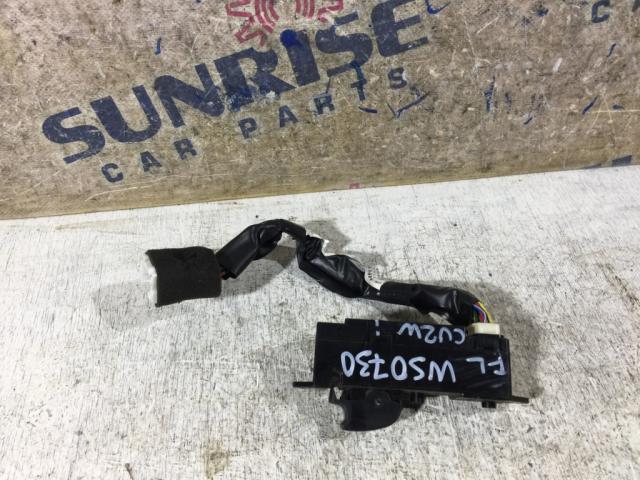 SUNRISE
CAR PARTS
i
CU2W
FL WS0730